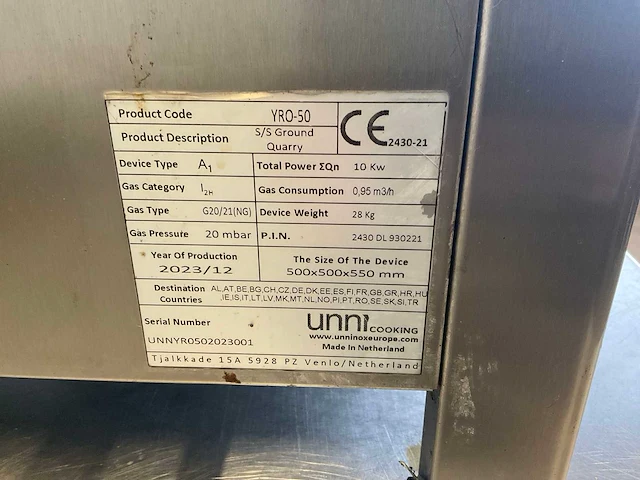 Product Code YRO-50
Product Description S/S Ground Quarry
CE 2430-21
Device Type A1 Total Power ΣQn 10 Kw
Gas Category I2H Gas Consumption 0,95 m3/h
Gas Type G20/21(NG) Device Weight 28 Kg
Gas Pressure 20 mbar P.I.N. 2430 DL 930221
Year Of Production The Size Of The Device
2023/12 500x500x550 mm
Destination AL,AT,BE,BG,CH,CZ,DE,DK,EE,ES,FI,FR,GB,GR,HR,HU
Countries ,IE,IS,IT,LT,LV,MK,MT,NL,NO,PI,PT,RO,SE,SK,SI,TR
Serial Number unni COOKING
www.unninoxeurope.com
UNNYR0502023001 Made In Netherland
Tjalkkade 15A 5928 PZ Venlo/Netherland